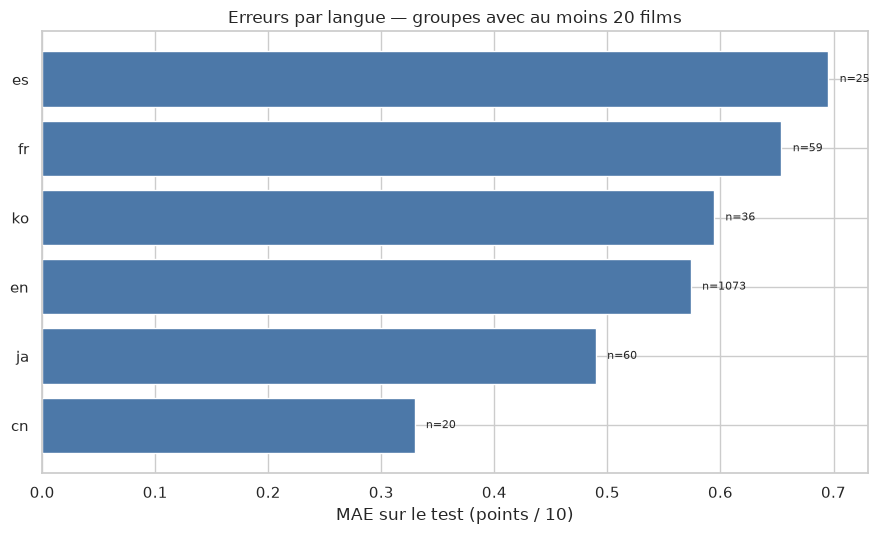 Erreurs par langue — groupes avec au moins 20 films
es
n=25
fr
n=59
ko
n=36
en
n=1073
ja
n=60
cn
n=20
0.0 0.1 0.2 0.3 0.4 0.5 0.6 0.7
MAE sur le test (points / 10)